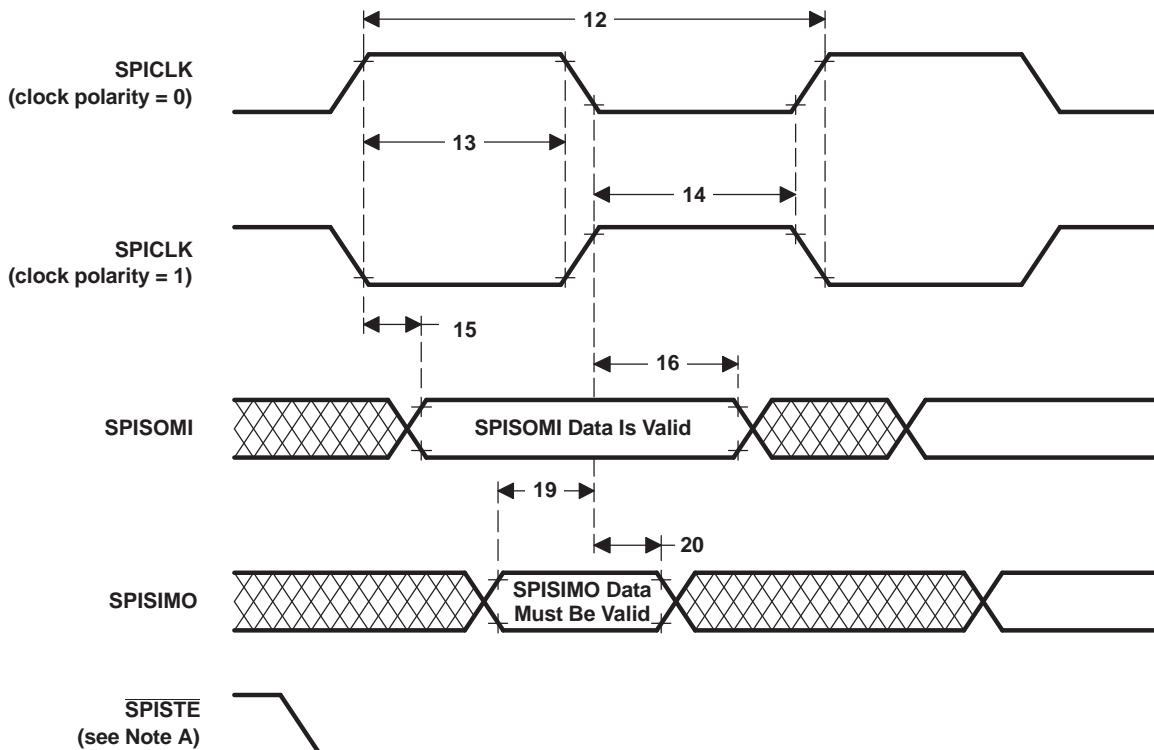 12
SPICLK
(clock polarity = 0)
13
14
SPICLK
(clock polarity = 1)
15
16
SPISOMI
SPISOMI Data Is Valid
19
20
SPISIMO
SPISIMO Data
Must Be Valid
SPISTE
(see Note A)